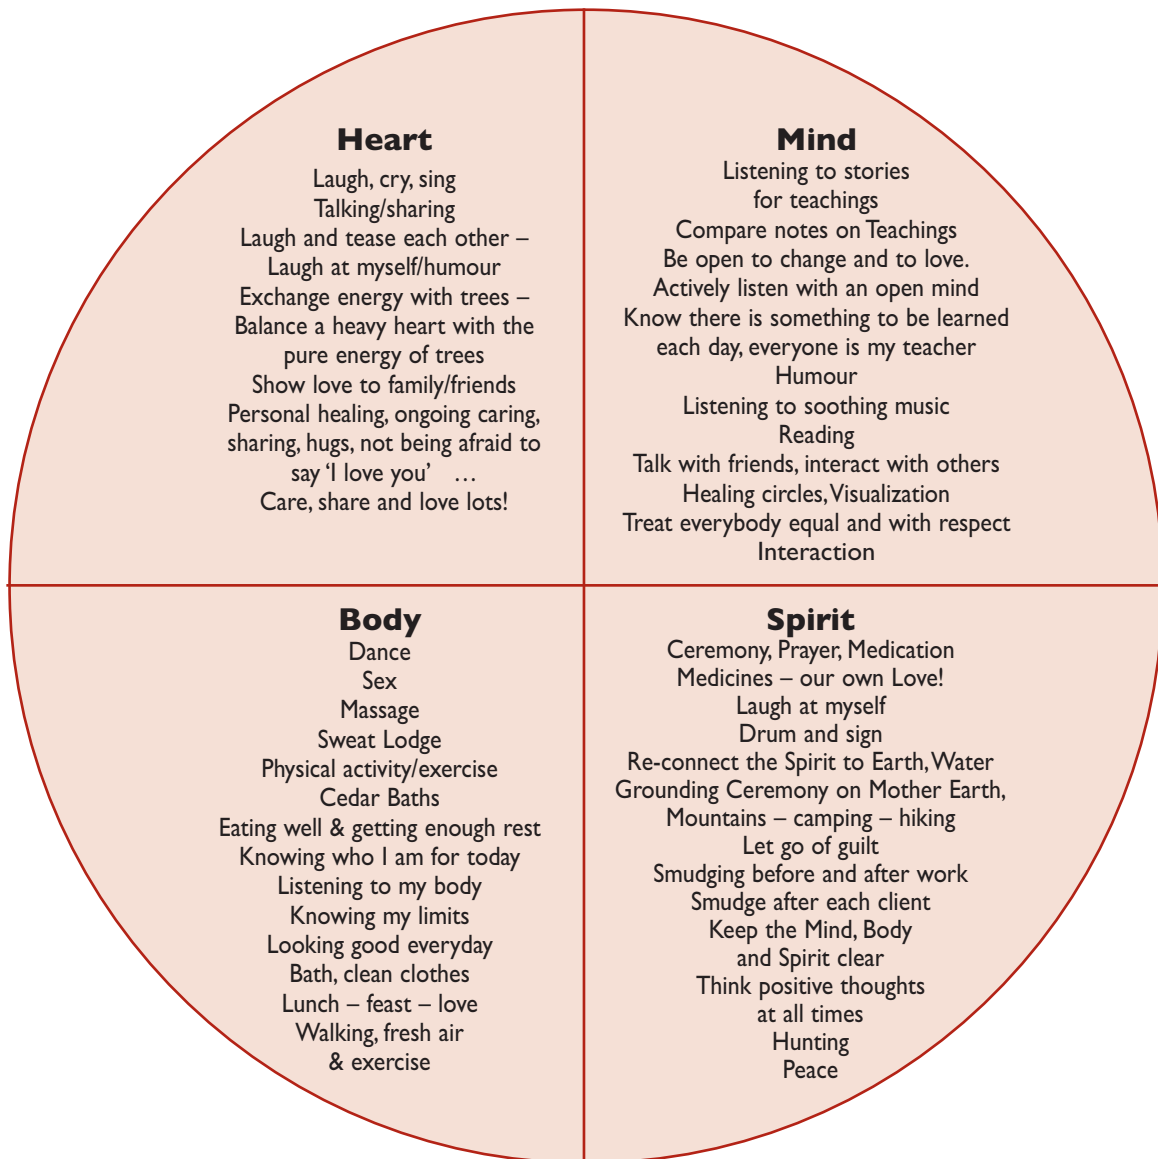 Heart
Laugh, cry, sing
Talking/sharing
Laugh and tease each other –
Laugh at myself/humour
Exchange energy with trees –
Balance a heavy heart with the
pure energy of trees
Show love to family/friends
Personal healing, ongoing caring,
sharing, hugs, not being afraid to
say ‘I love you’ …
Care, share and love lots!
Mind
Listening to stories
for teachings
Compare notes on Teachings
Be open to change and to love.
Actively listen with an open mind
Know there is something to be learned
each day, everyone is my teacher
Humour
Listening to soothing music
Reading
Talk with friends, interact with others
Healing circles, Visualization
Treat everybody equal and with respect
Interaction
Body
Dance
Sex
Massage
Sweat Lodge
Physical activity/exercise
Cedar Baths
Eating well & getting enough rest
Knowing who I am for today
Listening to my body
Knowing my limits
Looking good everyday
Bath, clean clothes
Lunch – feast – love
Walking, fresh air
& exercise
Spirit
Ceremony, Prayer, Medication
Medicines – our own Love!
Laugh at myself
Drum and sign
Re-connect the Spirit to Earth, Water
Grounding Ceremony on Mother Earth,
Mountains – camping – hiking
Let go of guilt
Smudging before and after work
Smudge after each client
Keep the Mind, Body
and Spirit clear
Think positive thoughts
at all times
Hunting
Peace